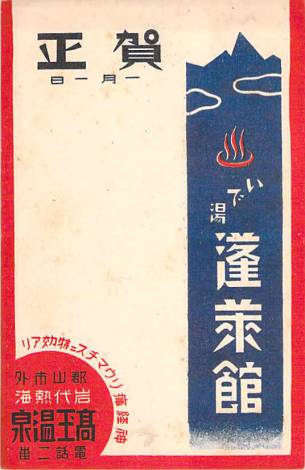 賀正
一月一日
いで湯
蓬莱館
神經痛リウマチスニ特効アリ
郡山市外
岩代熱海
高玉温泉
電話二番